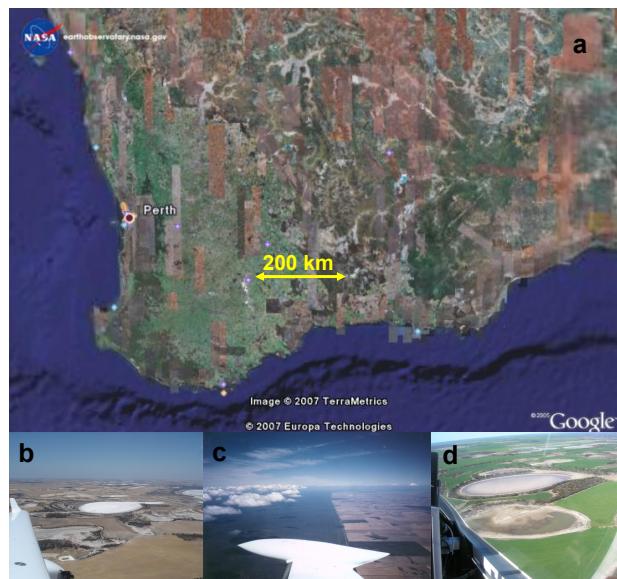 NASA earthobservatory.nasa.gov
a
Perth
200 km
Image © 2007 TerraMetrics
© 2007 Europa Technologies
©2005 Google
b
c
d